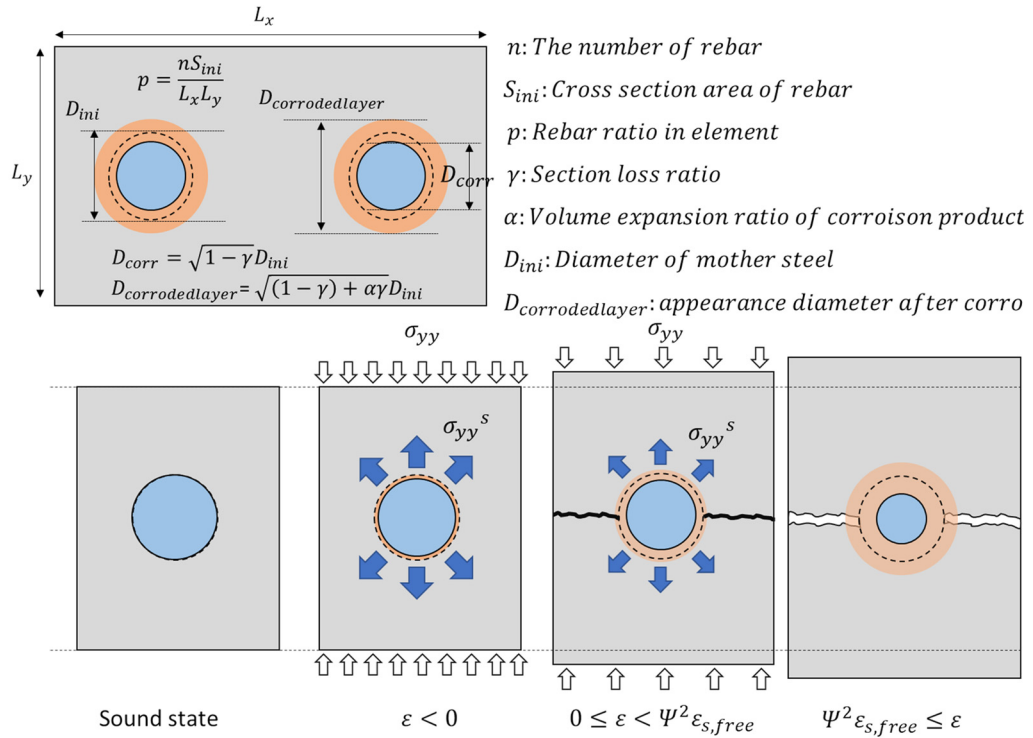 L_x
n: The number of rebar
p = nS_ini / L_xL_y
S_ini: Cross section area of rebar
D_ini
D_corrodedlayer
p: Rebar ratio in element
L_y
D_corr
γ: Section loss ratio
α: Volume expansion ratio of corroison product
D_corr = √(1 − γ)D_ini
D_ini: Diameter of mother steel
D_corrodedlayer = √((1 − γ) + αγ)D_ini
D_corrodedlayer: appearance diameter after corro
σ_yy
σ_yy
σ_yy^s
σ_yy^s
Sound state
ε < 0
0 ≤ ε < Ψ²ε_s,free
Ψ²ε_s,free ≤ ε